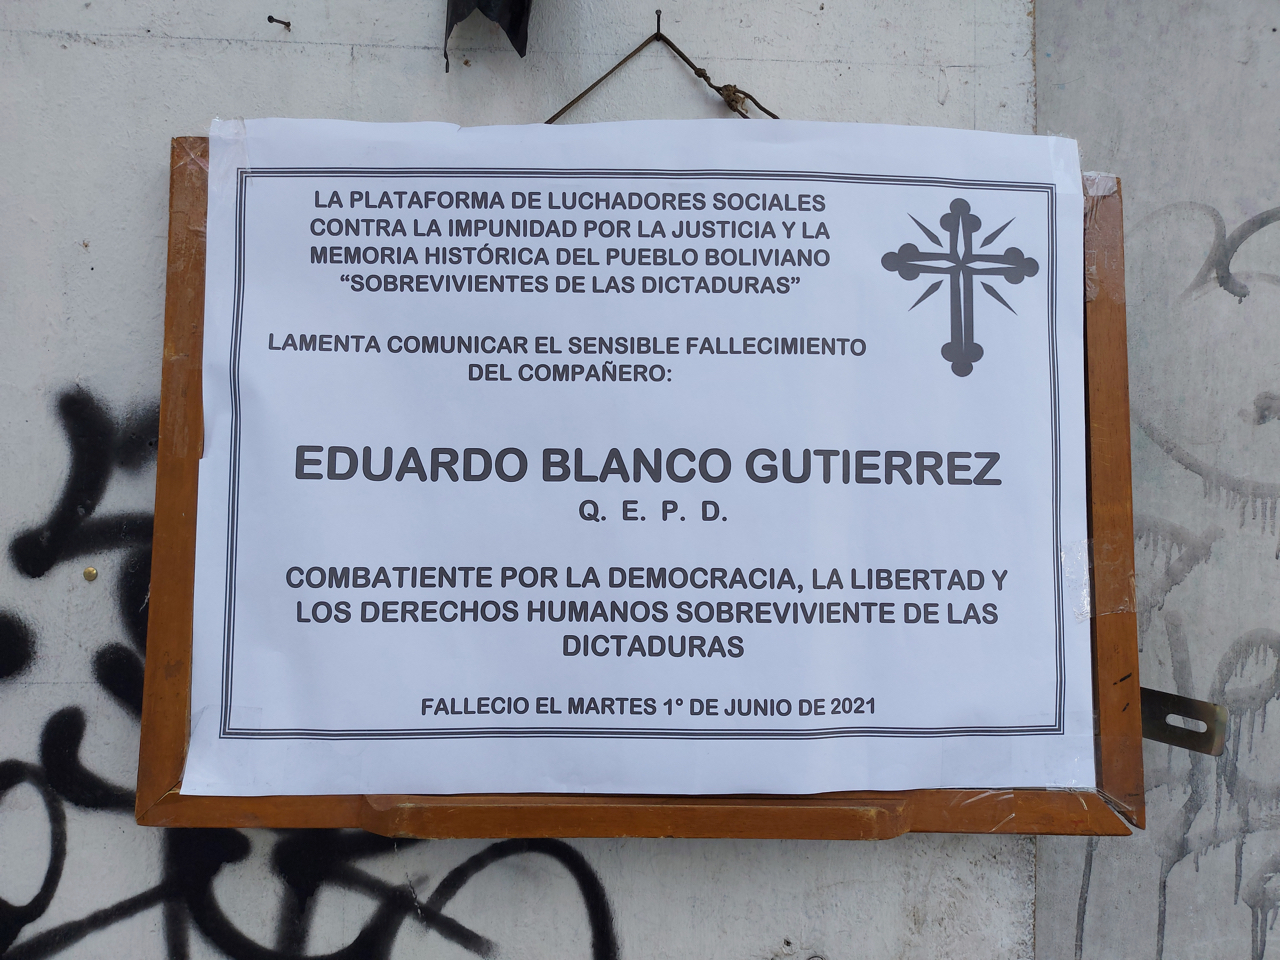 LA PLATAFORMA DE LUCHADORES SOCIALES
CONTRA LA IMPUNIDAD POR LA JUSTICIA Y LA
MEMORIA HISTÓRICA DEL PUEBLO BOLIVIANO
“SOBREVIVIENTES DE LAS DICTADURAS”
LAMENTA COMUNICAR EL SENSIBLE FALLECIMIENTO
DEL COMPAÑERO:
EDUARDO BLANCO GUTIERREZ
Q. E. P. D.
COMBATIENTE POR LA DEMOCRACIA, LA LIBERTAD Y
LOS DERECHOS HUMANOS SOBREVIVIENTE DE LAS
DICTADURAS
FALLECIO EL MARTES 1° DE JUNIO DE 2021